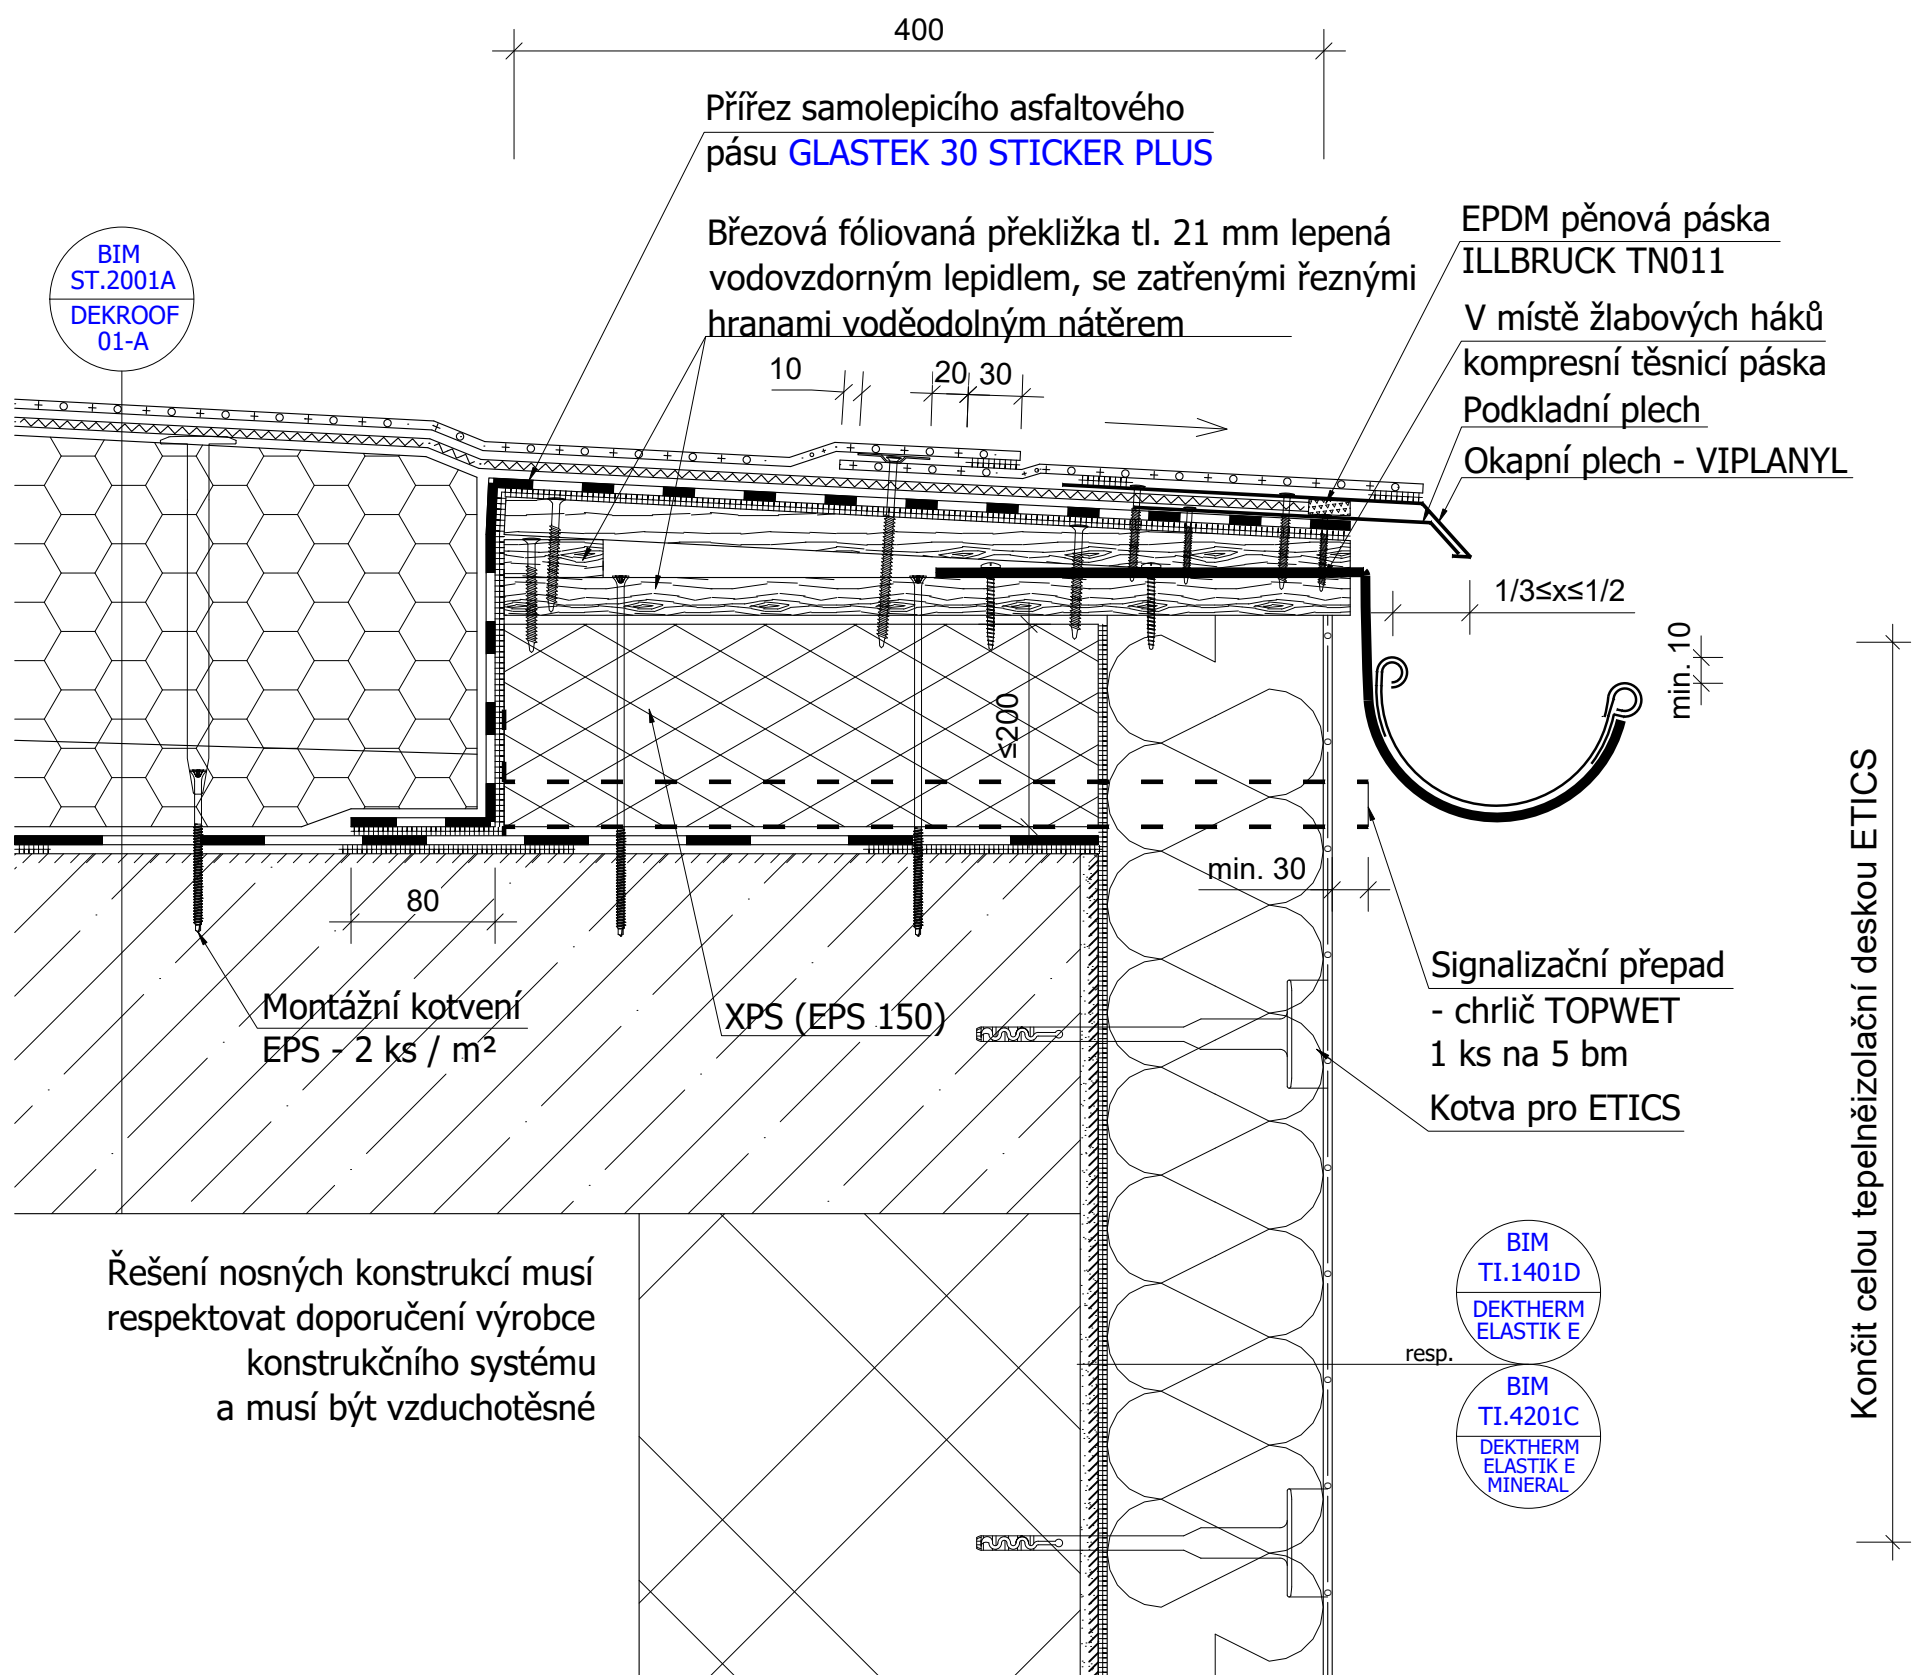 400
Přířez samolepicího asfaltového
pásu GLASTEK 30 STICKER PLUS
Březová fóliovaná překližka tl. 21 mm lepená
vodovzdorným lepidlem, se zatřenými řeznými
hranami voděodolným nátěrem
EPDM pěnová páska
ILLBRUCK TN011
V místě žlabových háků
kompresní těsnicí páska
Podkladní plech
Okapní plech - VIPLANYL
BIM
ST.2001A
DEKROOF
01-A
10
20
30
1/3≤x≤1/2
min. 10
≤200
min. 30
80
Montážní kotvení
EPS - 2 ks / m²
XPS (EPS 150)
Signalizační přepad
- chrlič TOPWET
1 ks na 5 bm
Kotva pro ETICS
Končit celou tepelněizolační deskou ETICS
Řešení nosných konstrukcí musí
respektovat doporučení výrobce
konstrukčního systému
a musí být vzduchotěsné
BIM
TI.1401D
DEKTHERM
ELASTIK E
resp.
BIM
TI.4201C
DEKTHERM
ELASTIK E
MINERAL